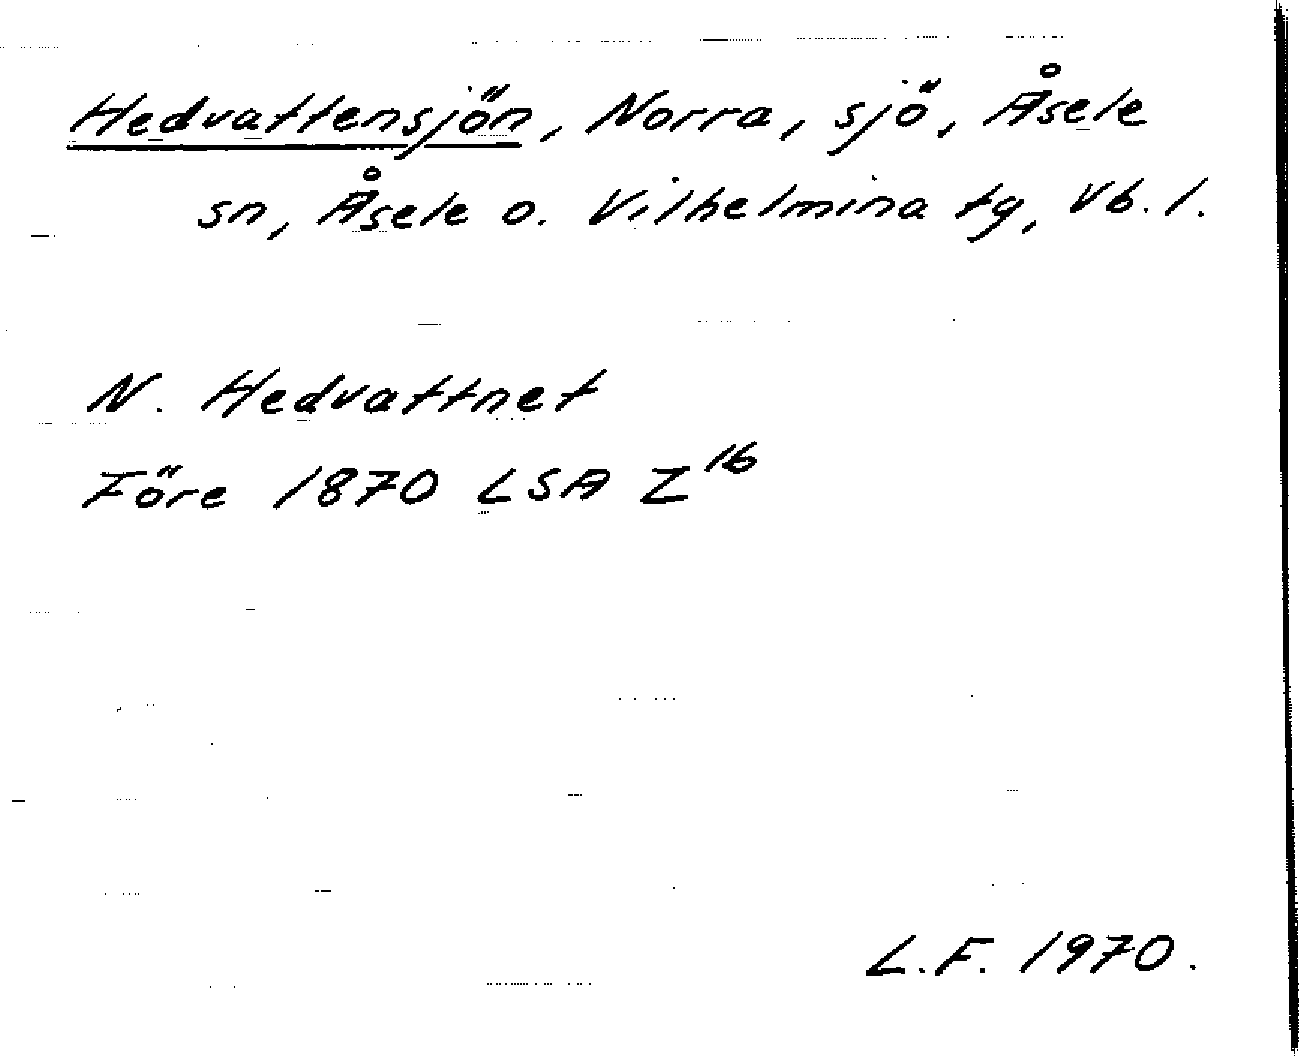 Hedvattensjön, Norra, sjö, Åsele
sn, Åsele o. Vilhelmina tg, Vb. l.
N. Hedvattnet
Före 1870 LSA Z16
L.F. 1970.